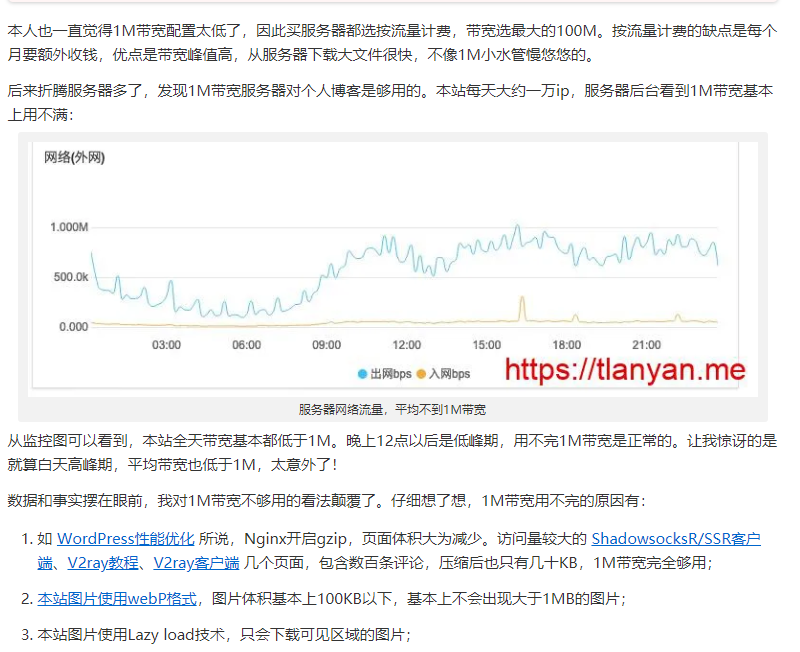 本人也一直觉得1M带宽配置太低了，因此买服务器都选按流量计费，带宽选最大的100M。按流量计费的缺点是每个
月要额外收钱，优点是带宽峰值高，从服务器下载大文件很快，不像1M小水管慢悠悠的。
后来折腾服务器多了，发现1M带宽服务器对个人博客是够用的。本站每天大约一万ip，服务器后台看到1M带宽基本
上用不满：
网络(外网)
1.000M
500.0k
0.000
03:00 06:00 09:00 12:00 15:00 18:00 21:00
出网bps 入网bps
https://tlanyan.me
服务器网络流量，平均不到1M带宽
从监控图可以看到，本站全天带宽基本都低于1M。晚上12点以后是低峰期，用不完1M带宽是正常的。让我惊讶的是
就算白天高峰期，平均带宽也低于1M，太意外了！
数据和事实摆在眼前，我对1M带宽不够用的看法颠覆了。仔细想了想，1M带宽用不完的原因有：
1. 如 WordPress性能优化 所说，Nginx开启gzip，页面体积大为减少。访问量较大的 ShadowsocksR/SSR客户
端、V2ray教程、V2ray客户端 几个页面，包含数百条评论，压缩后也只有几十KB，1M带宽完全够用；
2. 本站图片使用webP格式，图片体积基本上100KB以下，基本上不会出现大于1MB的图片；
3. 本站图片使用Lazy load技术，只会下载可见区域的图片；